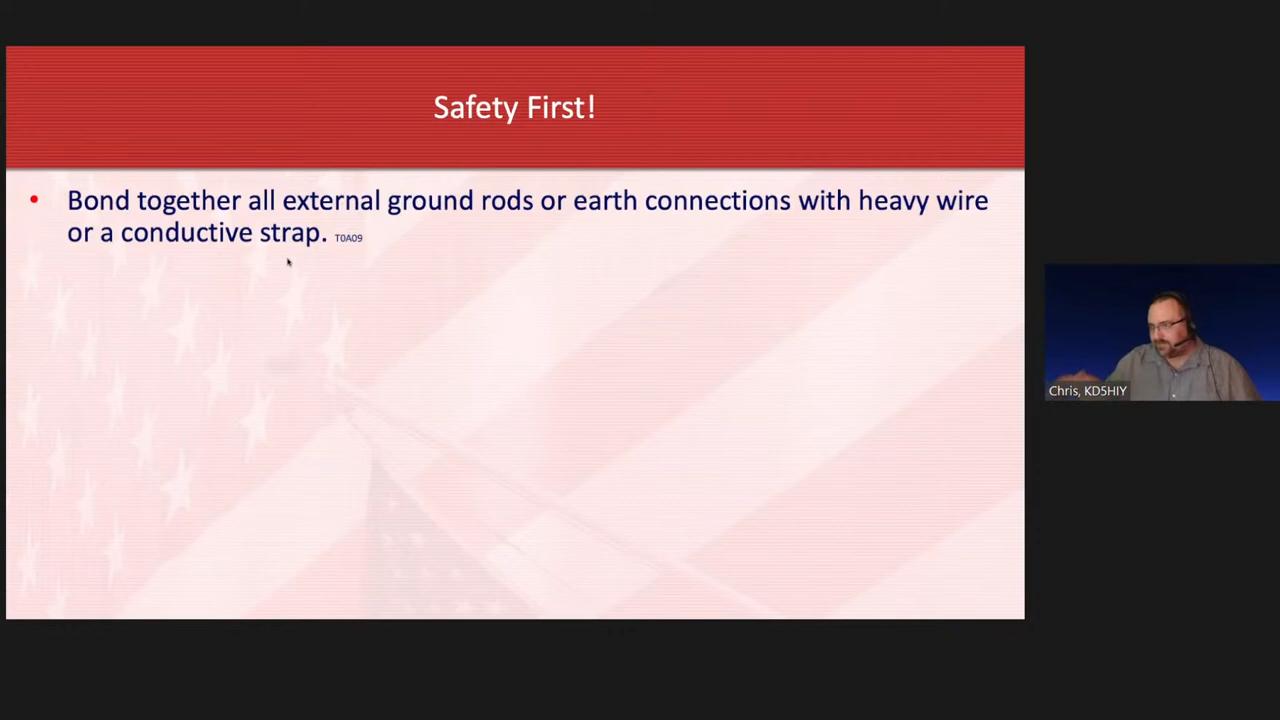 Safety First!
• Bond together all external ground rods or earth connections with heavy wire
or a conductive strap. T0A09
Chris, KD5HIY